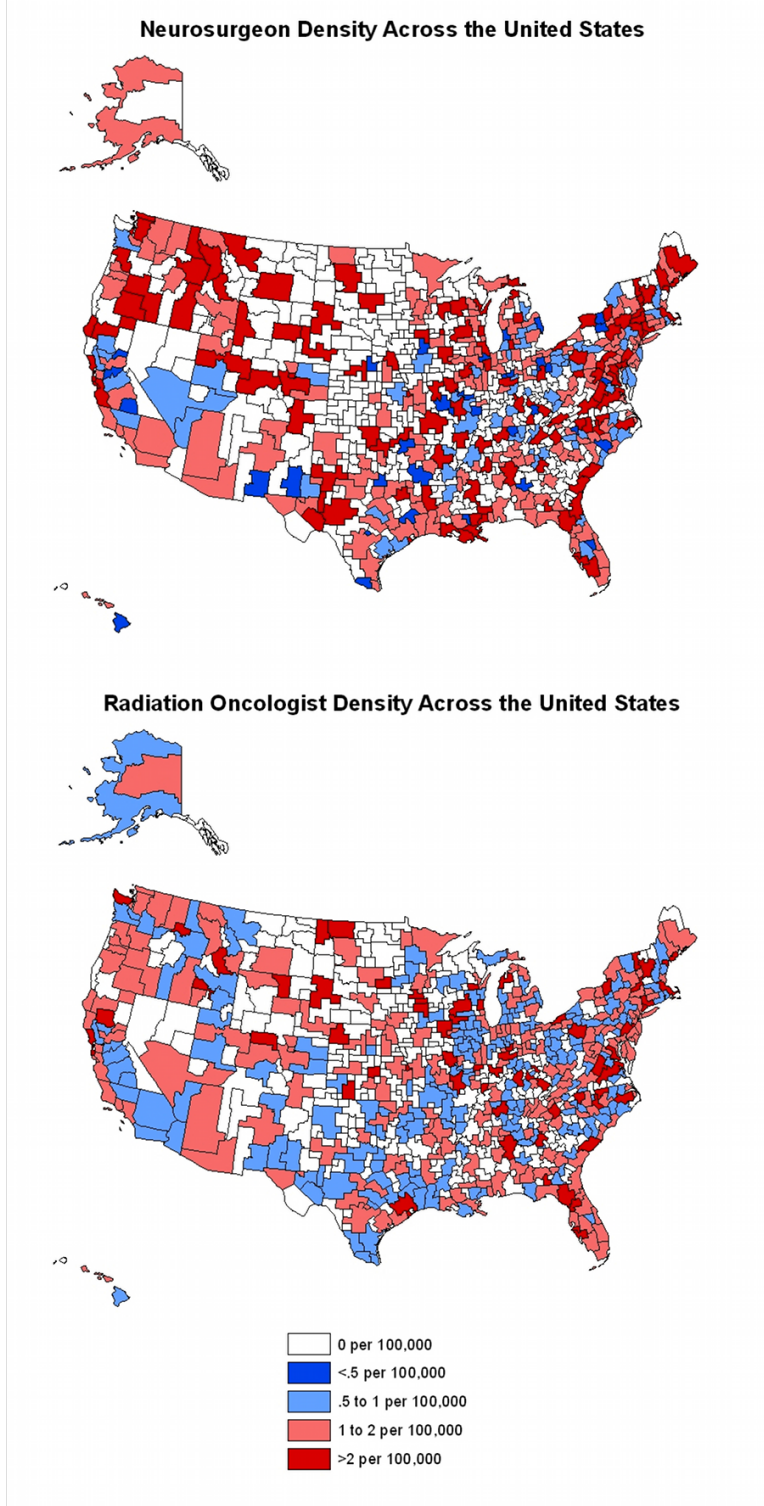 Neurosurgeon Density Across the United States
Radiation Oncologist Density Across the United States
0 per 100,000
<.5 per 100,000
.5 to 1 per 100,000
1 to 2 per 100,000
>2 per 100,000